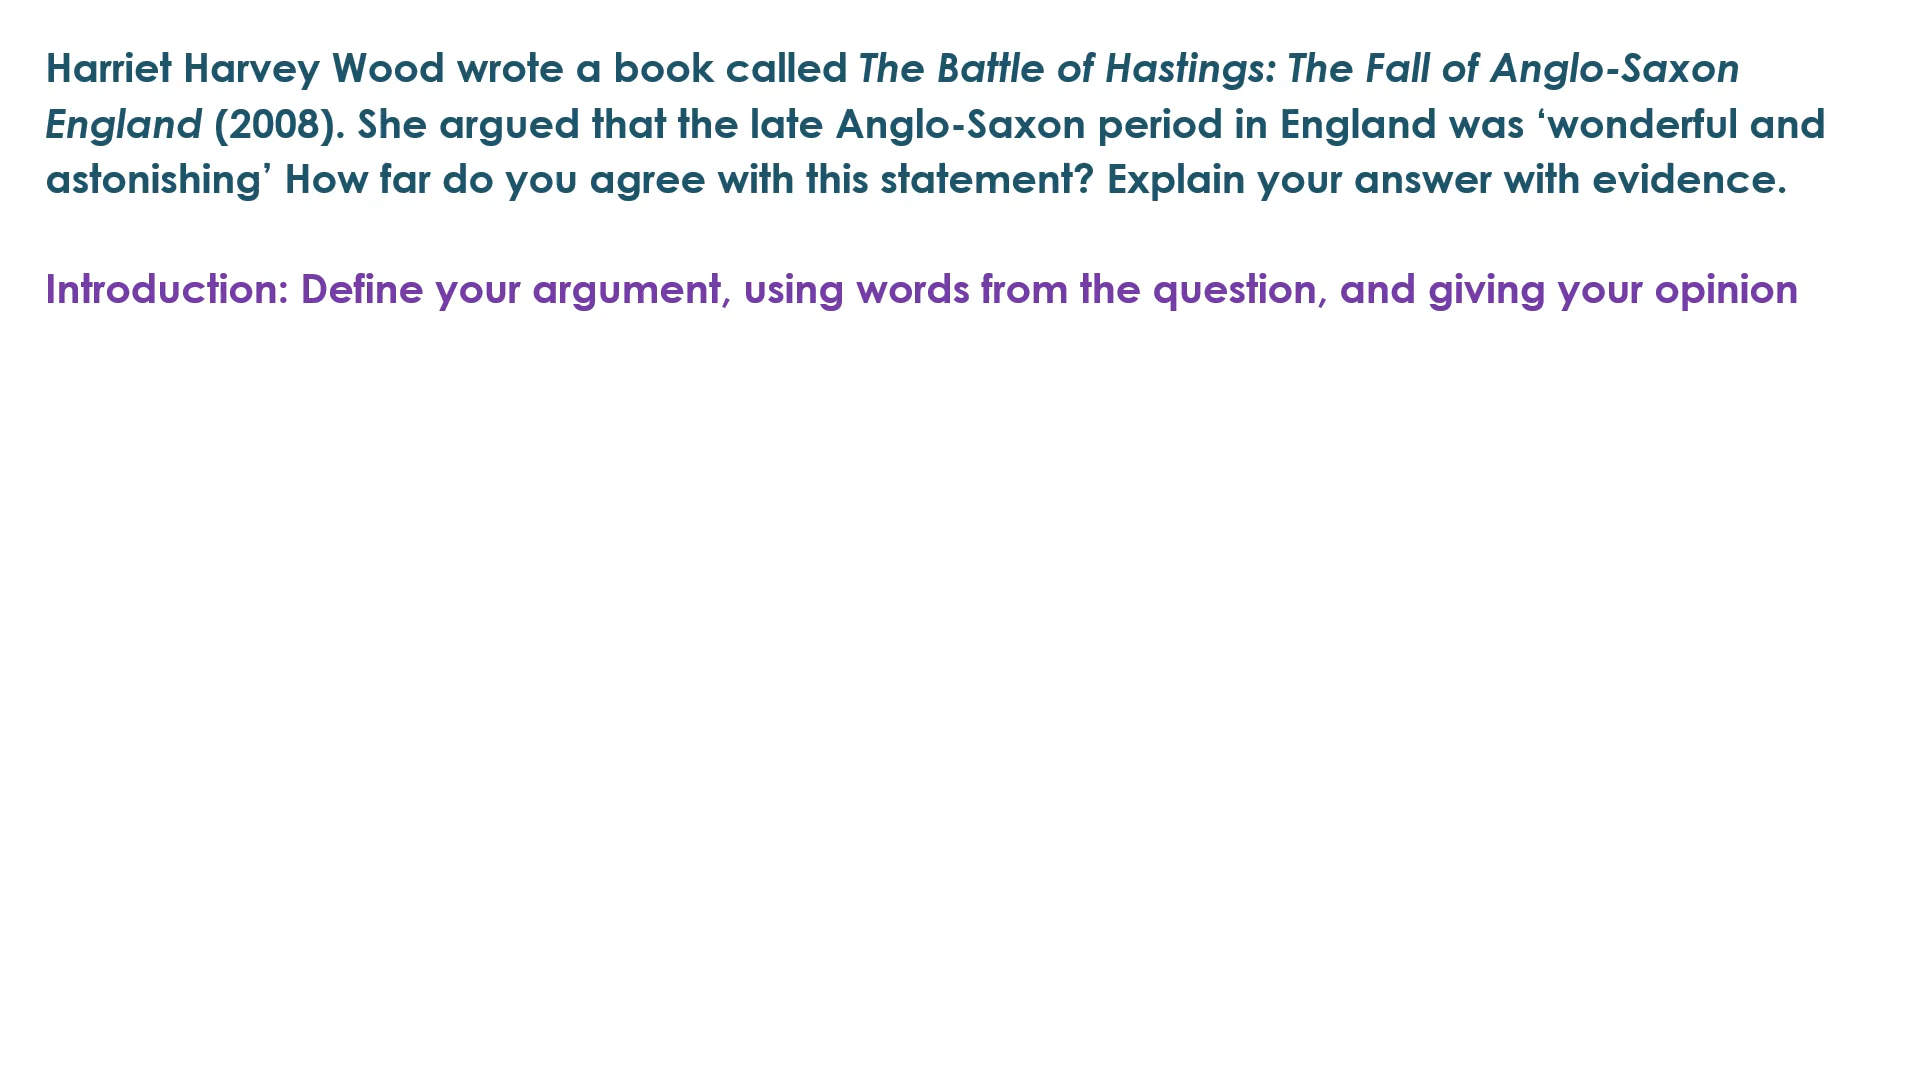 Harriet Harvey Wood wrote a book called The Battle of Hastings: The Fall of Anglo-Saxon
England (2008). She argued that the late Anglo-Saxon period in England was ‘wonderful and
astonishing’ How far do you agree with this statement? Explain your answer with evidence.
Introduction: Define your argument, using words from the question, and giving your opinion